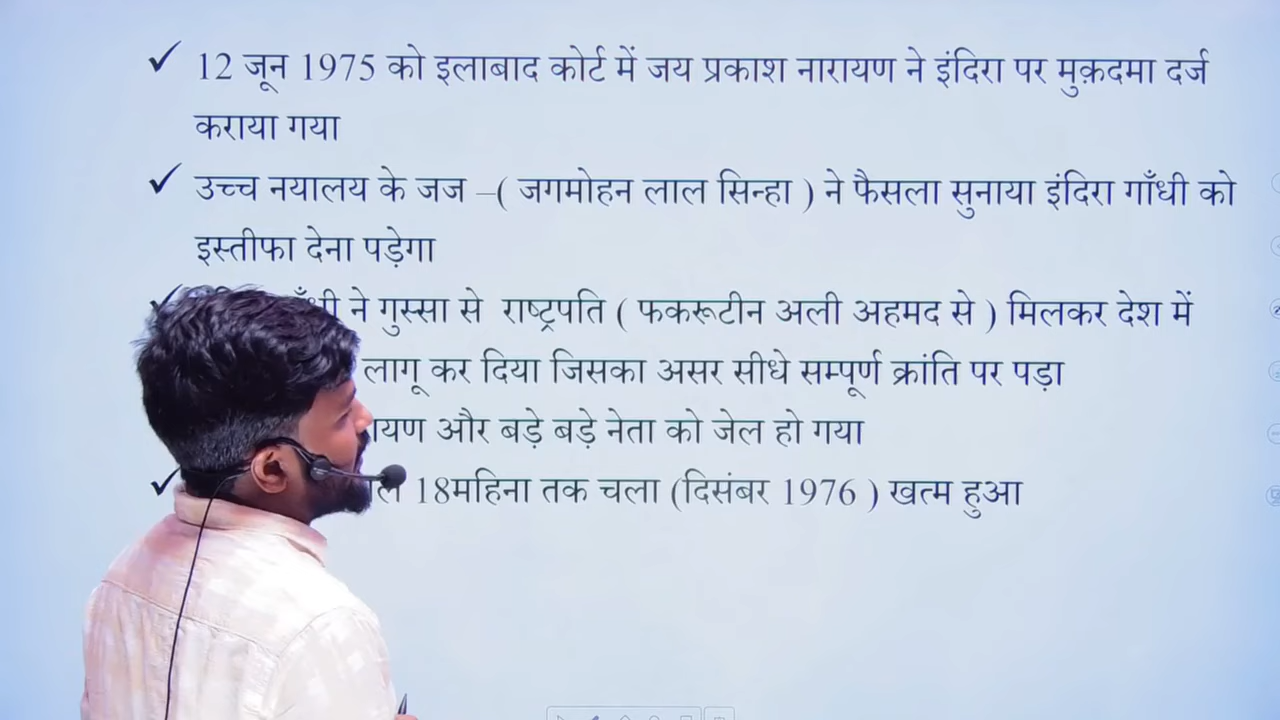 12 जून 1975 को इलाबाद कोर्ट में जय प्रकाश नारायण ने इंदिरा पर मुक़दमा दर्ज
कराया गया
उच्च नयालय के जज –( जगमोहन लाल सिन्हा ) ने फैसला सुनाया इंदिरा गाँधी को
इस्तीफा देना पड़ेगा
ने गुस्सा से राष्ट्रपति ( फकरूटीन अली अहमद से ) मिलकर देश में
लागू कर दिया जिसका असर सीधे सम्पूर्ण क्रांति पर पड़ा
और बड़े बड़े नेता को जेल हो गया
18महिना तक चला (दिसंबर 1976 ) खत्म हुआ